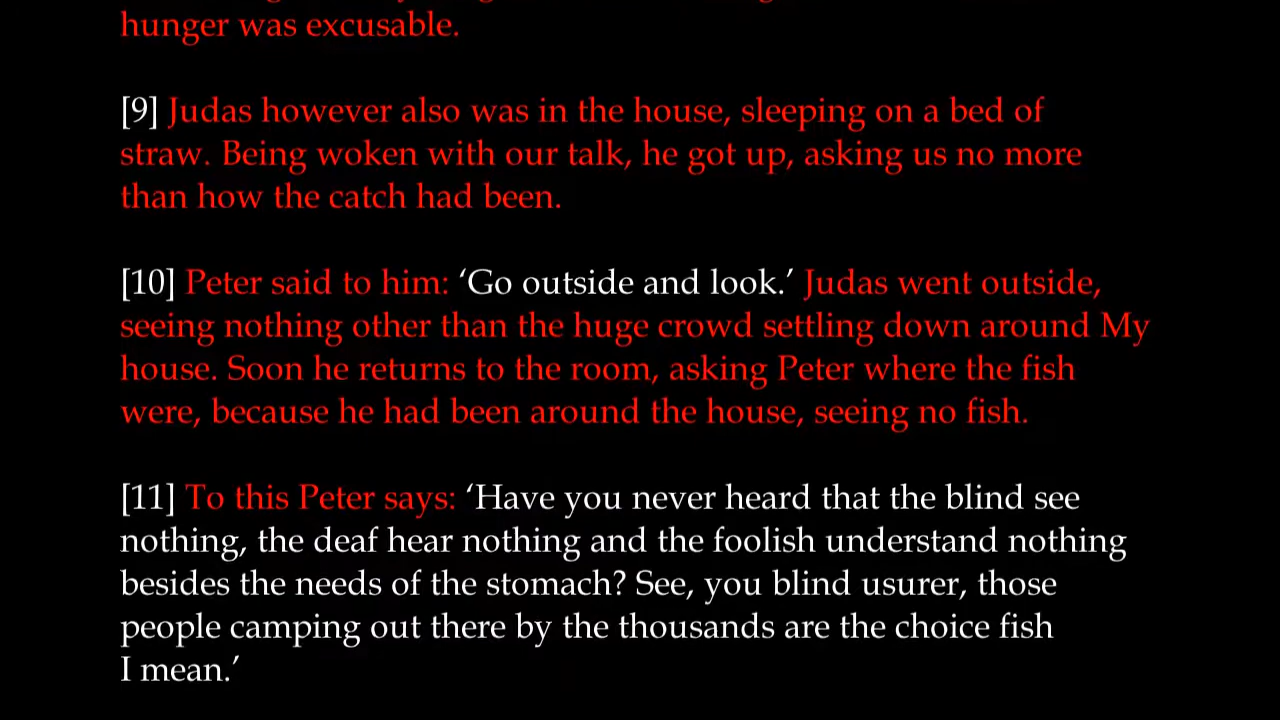 hunger was excusable.
[9] Judas however also was in the house, sleeping on a bed of
straw. Being woken with our talk, he got up, asking us no more
than how the catch had been.
[10] Peter said to him: ‘Go outside and look.’ Judas went outside,
seeing nothing other than the huge crowd settling down around My
house. Soon he returns to the room, asking Peter where the fish
were, because he had been around the house, seeing no fish.
[11] To this Peter says: ‘Have you never heard that the blind see
nothing, the deaf hear nothing and the foolish understand nothing
besides the needs of the stomach? See, you blind usurer, those
people camping out there by the thousands are the choice fish
I mean.’